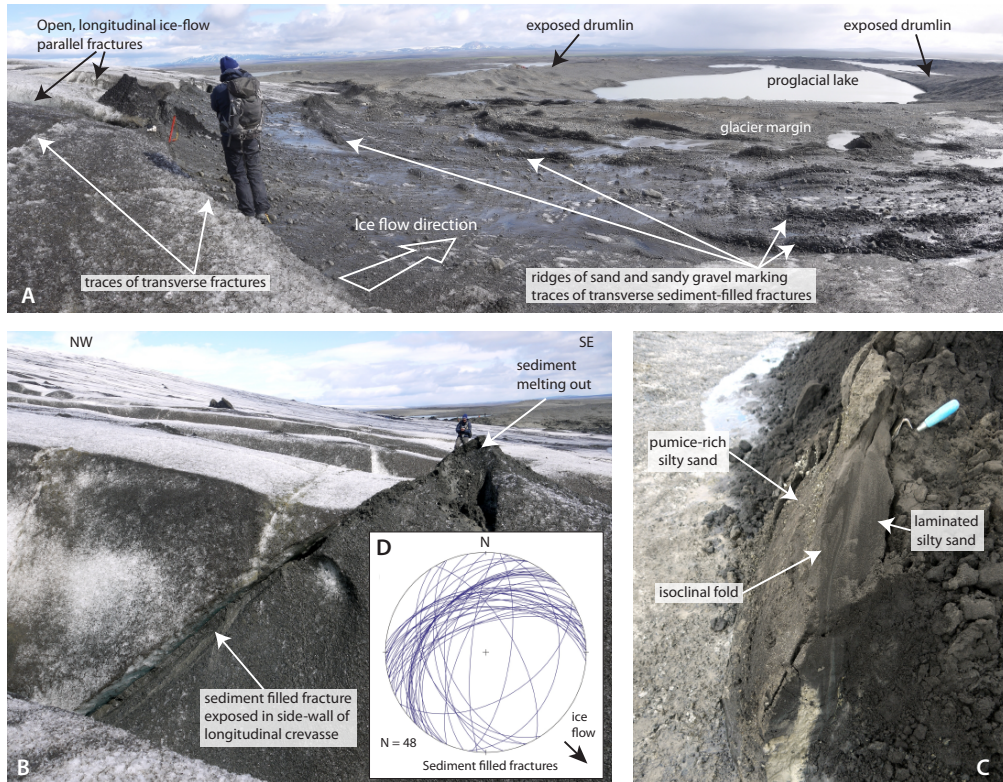 Open, longitudinal ice-flow
parallel fractures
exposed drumlin
exposed drumlin
proglacial lake
glacier margin
Ice flow direction
traces of transverse fractures
ridges of sand and sandy gravel marking
traces of transverse sediment-filled fractures
A
NW
SE
sediment
melting out
sediment filled fracture
exposed in side-wall of
longitudinal crevasse
B
D
N
N = 48
ice
flow
Sediment filled fractures
pumice-rich
silty sand
laminated
silty sand
isoclinal fold
C